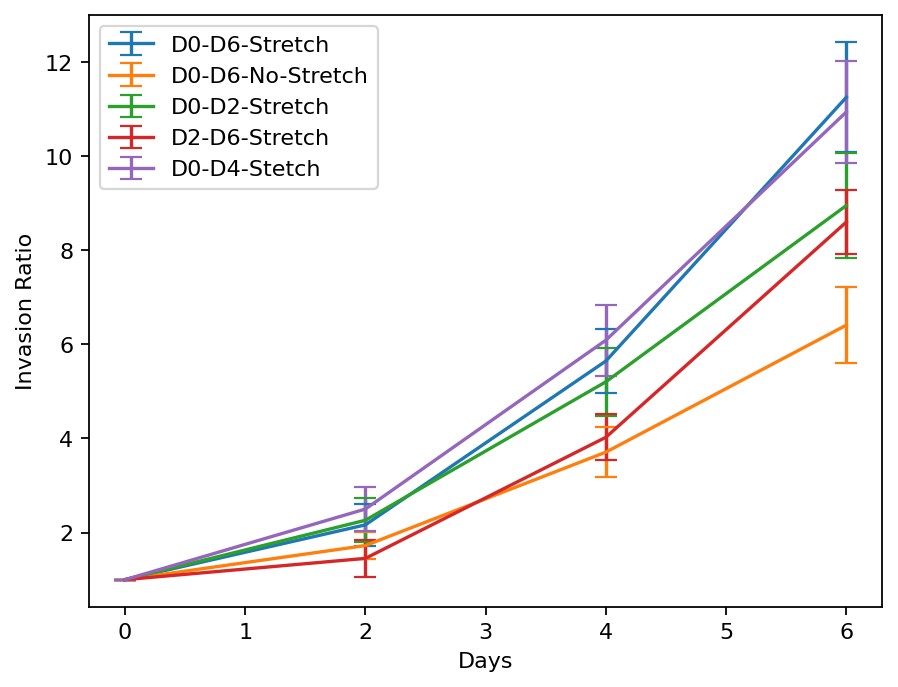 D0-D6-Stretch
D0-D6-No-Stretch
D0-D2-Stretch
D2-D6-Stretch
D0-D4-Stetch
Invasion Ratio
12
10
8
6
4
2
0 1 2 3 4 5 6
Days